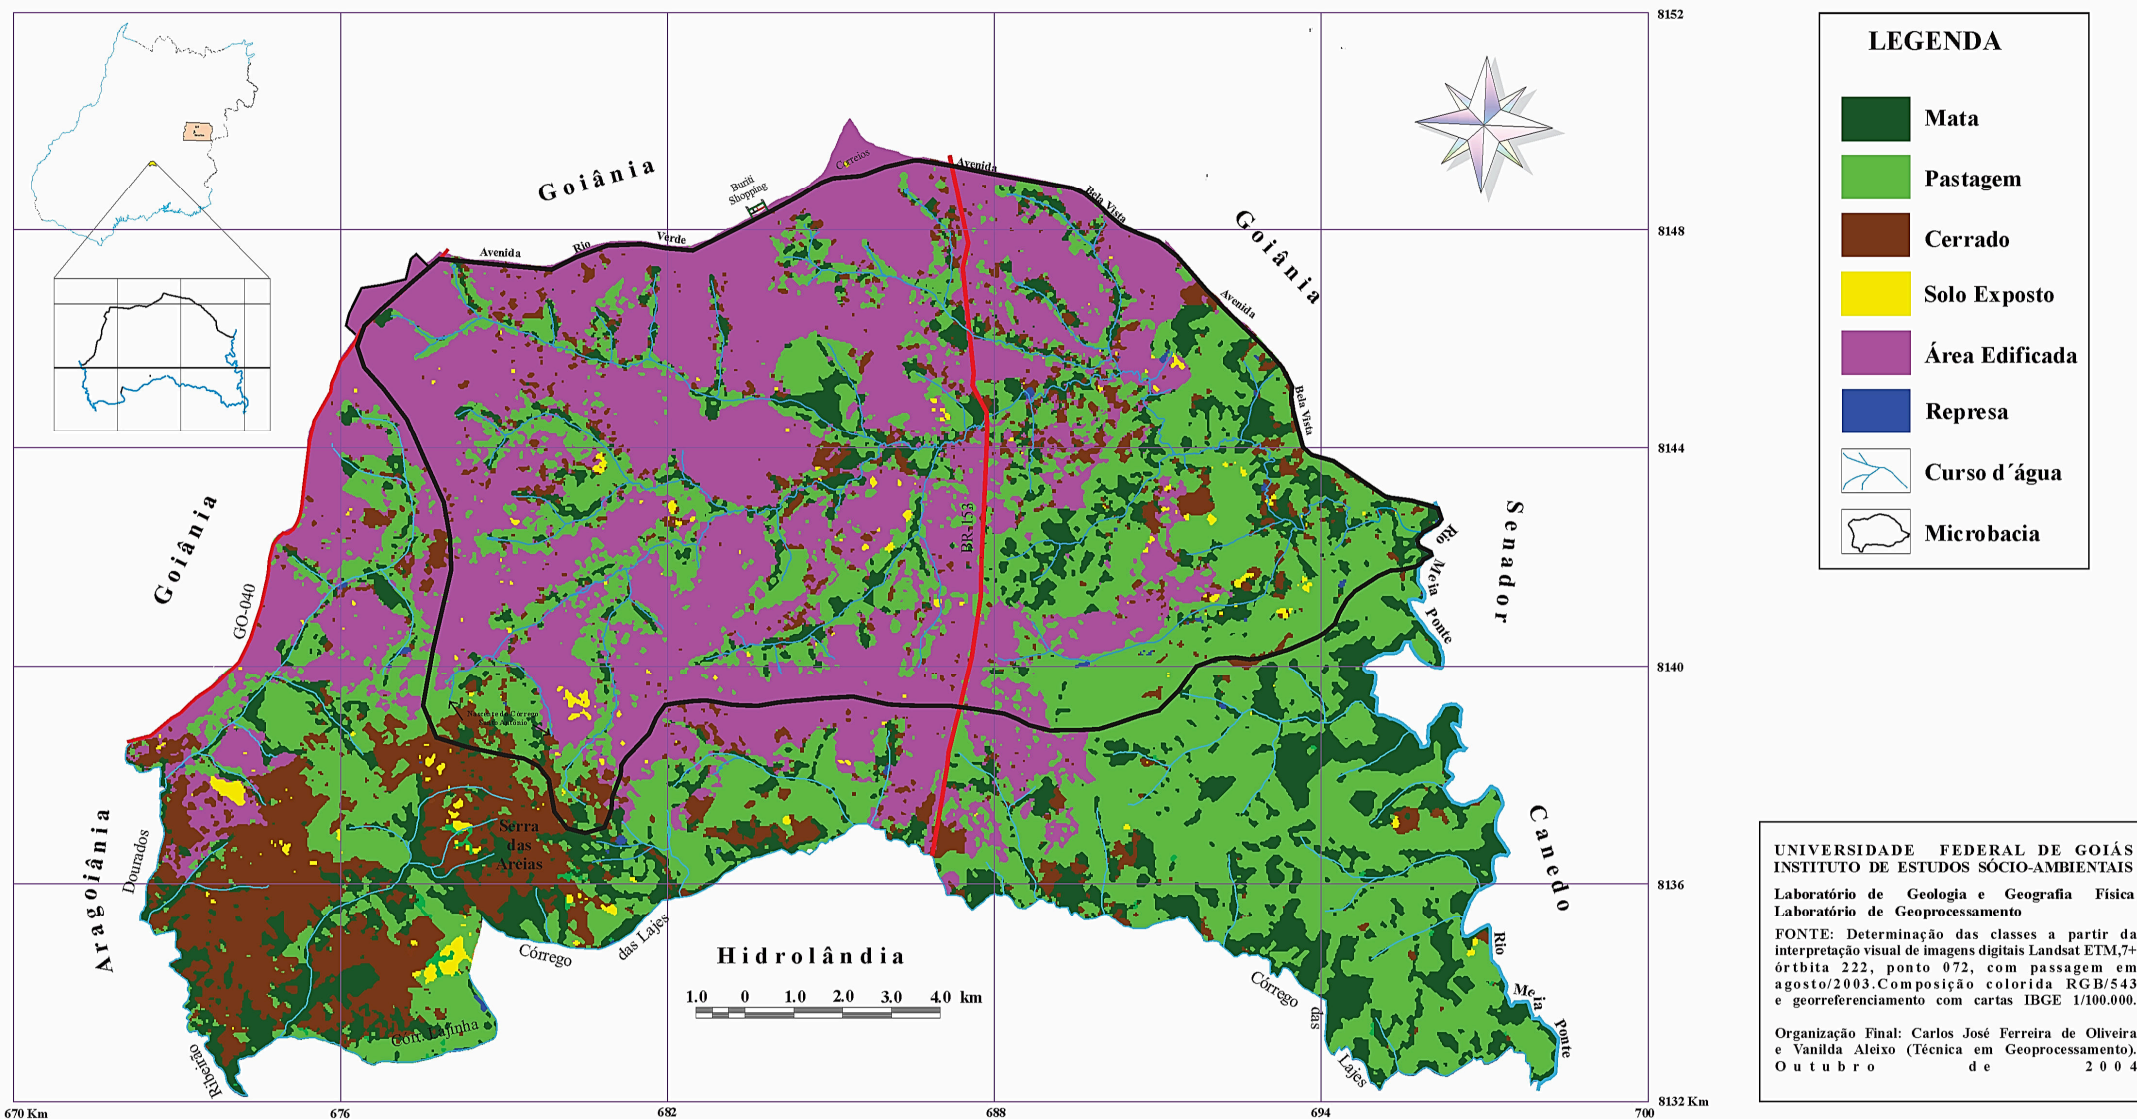 8152
8148
8144
8140
8136
8132 Km
670 Km
676
682
688
694
700
Goiânia
Goiânia
Goiânia
Senador
Canedo
Aragoiânia
Hidrolândia
Buriti
Shopping
Correios
Avenida
Rio
Verde
Avenida
Bela Vista
Avenida
Bela Vista
BR153
GO-040
Rio
Meia
Ponte
Nascente do Córrego
Santo Antônio
Serra
das
Areias
Dourados
Ribeirão
Córr. Lajinha
Córrego
das Lajes
Córrego
das
Lajes
Rio
Meia
Ponte
1.0 0 1.0 2.0 3.0 4.0 km
LEGENDA
Mata
Pastagem
Cerrado
Solo Exposto
Área Edificada
Represa
Curso d´água
Microbacia
UNIVERSIDADE FEDERAL DE GOIÁS
INSTITUTO DE ESTUDOS SÓCIO-AMBIENTAIS
Laboratório de Geologia e Geografia Física
Laboratório de Geoprocessamento
FONTE: Determinação das classes a partir da
interpretação visual de imagens digitais Landsat ETM,7+
órtbita 222, ponto 072, com passagem em
agosto/2003.Composição colorida RGB/543
e georreferenciamento com cartas IBGE 1/100.000.
Organização Final: Carlos José Ferreira de Oliveira
e Vanilda Aleixo (Técnica em Geoprocessamento).
Outubro de 2004